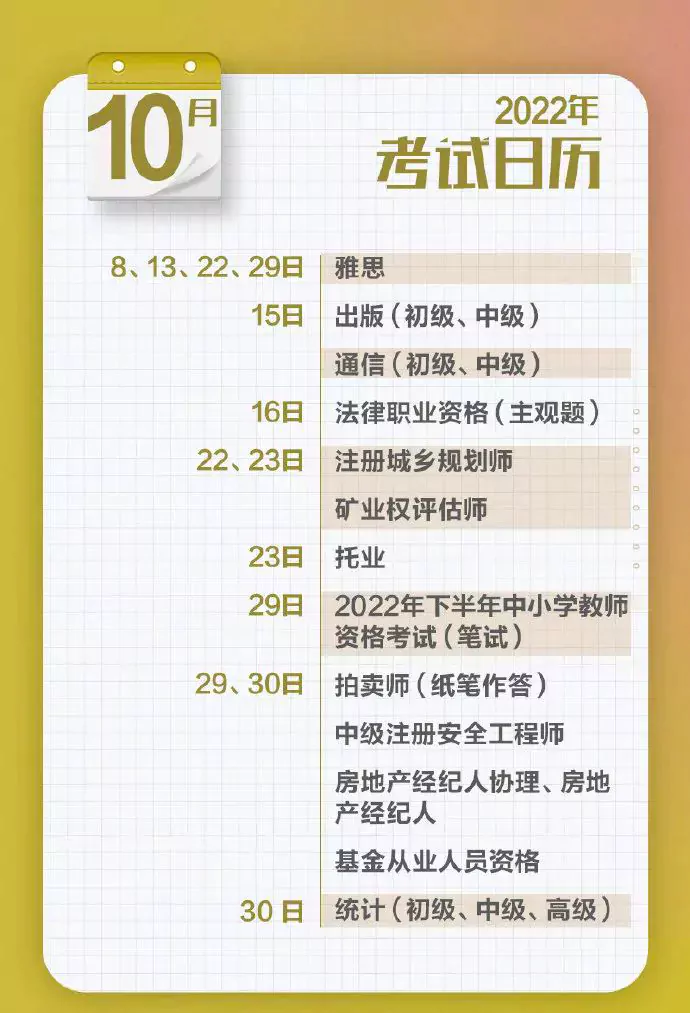 10月
2022年
考试日历
8、13、22、29日 雅思
15日 出版（初级、中级）
通信（初级、中级）
16日 法律职业资格（主观题）
22、23日 注册城乡规划师
矿业权评估师
23日 托业
29日 2022年下半年中小学教师
资格考试（笔试）
29、30日 拍卖师（纸笔作答）
中级注册安全工程师
房地产经纪人协理、房地
产经纪人
基金从业人员资格
30日 统计（初级、中级、高级）